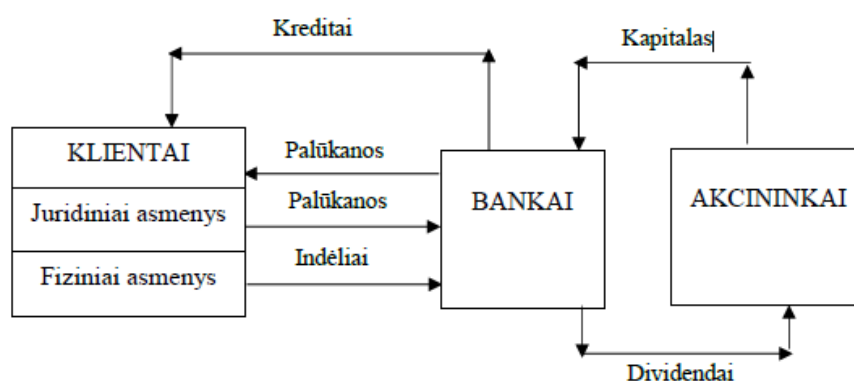 Kreditai
Kapitalas
KLIENTAI
Palūkanos
Juridiniai asmenys
Palūkanos
BANKAI
AKCININKAI
Indėliai
Fiziniai asmenys
Dividendai